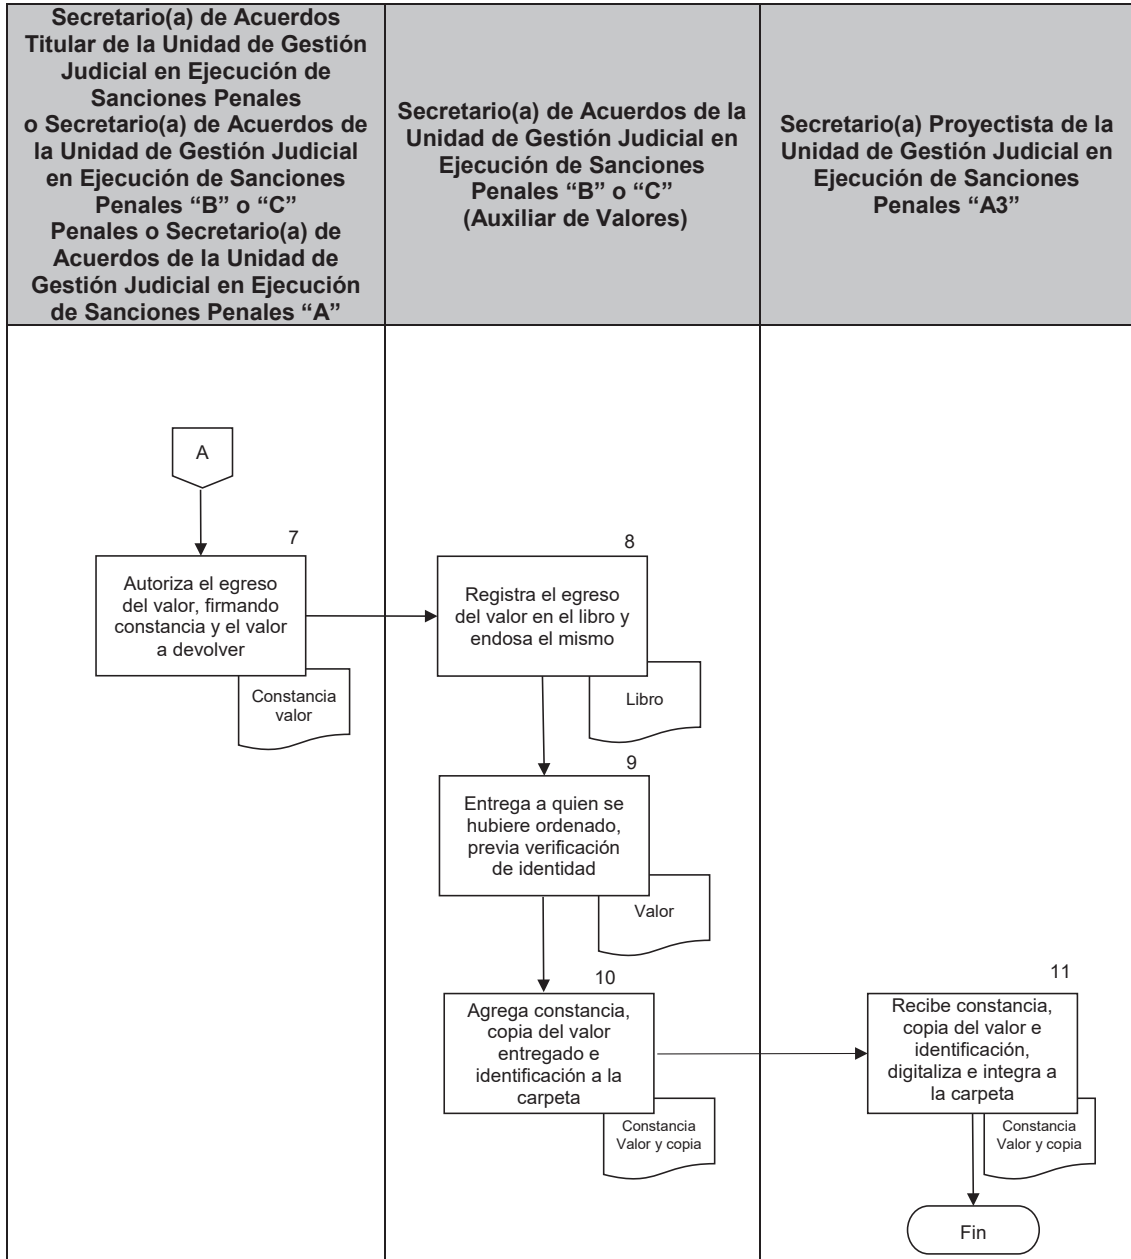 Secretario(a) de Acuerdos
Titular de la Unidad de Gestión
Judicial en Ejecución de
Sanciones Penales
o Secretario(a) de Acuerdos de
la Unidad de Gestión Judicial
en Ejecución de Sanciones
Penales “B” o “C”
Penales o Secretario(a) de
Acuerdos de la Unidad de
Gestión Judicial en Ejecución
de Sanciones Penales “A”
Secretario(a) de Acuerdos de la
Unidad de Gestión Judicial en
Ejecución de Sanciones
Penales “B” o “C”
(Auxiliar de Valores)
Secretario(a) Proyectista de la
Unidad de Gestión Judicial en
Ejecución de Sanciones
Penales “A3”
A
7
Autoriza el egreso
del valor, firmando
constancia y el valor
a devolver
Constancia
valor
8
Registra el egreso
del valor en el libro y
endosa el mismo
Libro
9
Entrega a quien se
hubiere ordenado,
previa verificación
de identidad
Valor
10
Agrega constancia,
copia del valor
entregado e
identificación a la
carpeta
Constancia
Valor y copia
11
Recibe constancia,
copia del valor e
identificación,
digitaliza e integra a
la carpeta
Constancia
Valor y copia
Fin